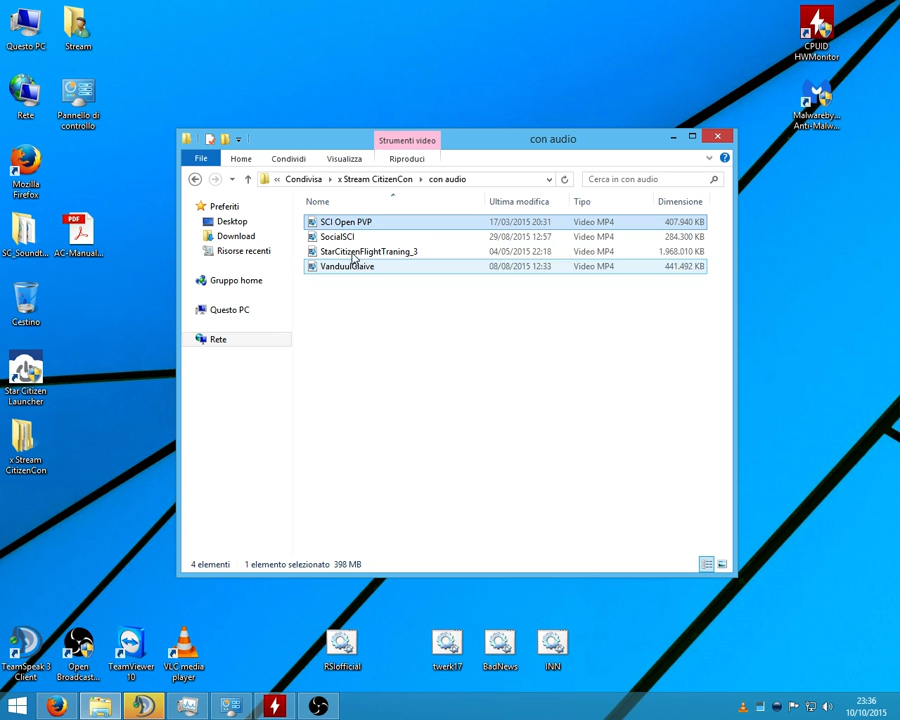 Questo PC
Stream
CPUID
HWMonitor
Rete
Pannello di
controllo
Malwareby...
Anti-Malw...
Mozilla
Firefox
SC_Soundt...
PDF
AC-Manual...
Cestino
Star Citizen
Launcher
x Stream
CitizenCon
Strumenti video
con audio
File
Home
Condividi
Visualizza
Riproduci
« Condivisa
x Stream CitizenCon
con audio
Cerca in con audio
Preferiti
Desktop
Download
Risorse recenti
Gruppo home
Questo PC
Rete
Nome
Ultima modifica
Tipo
Dimensione
SCI Open PVP 17/03/2015 20:31 Video MP4 407.940 KB
SocialSCI 29/08/2015 12:57 Video MP4 284.300 KB
StarCitizenFlightTraning_3 04/05/2015 22:18 Video MP4 1.968.010 KB
VanduulGlaive 08/08/2015 12:33 Video MP4 441.492 KB
4 elementi
1 elemento selezionato 398 MB
TeamSpeak 3
Client
Open
Broadcast...
TeamViewer
10
VLC media
player
RSIofficial
twerk17
BadNews
INN
23:36
10/10/2015